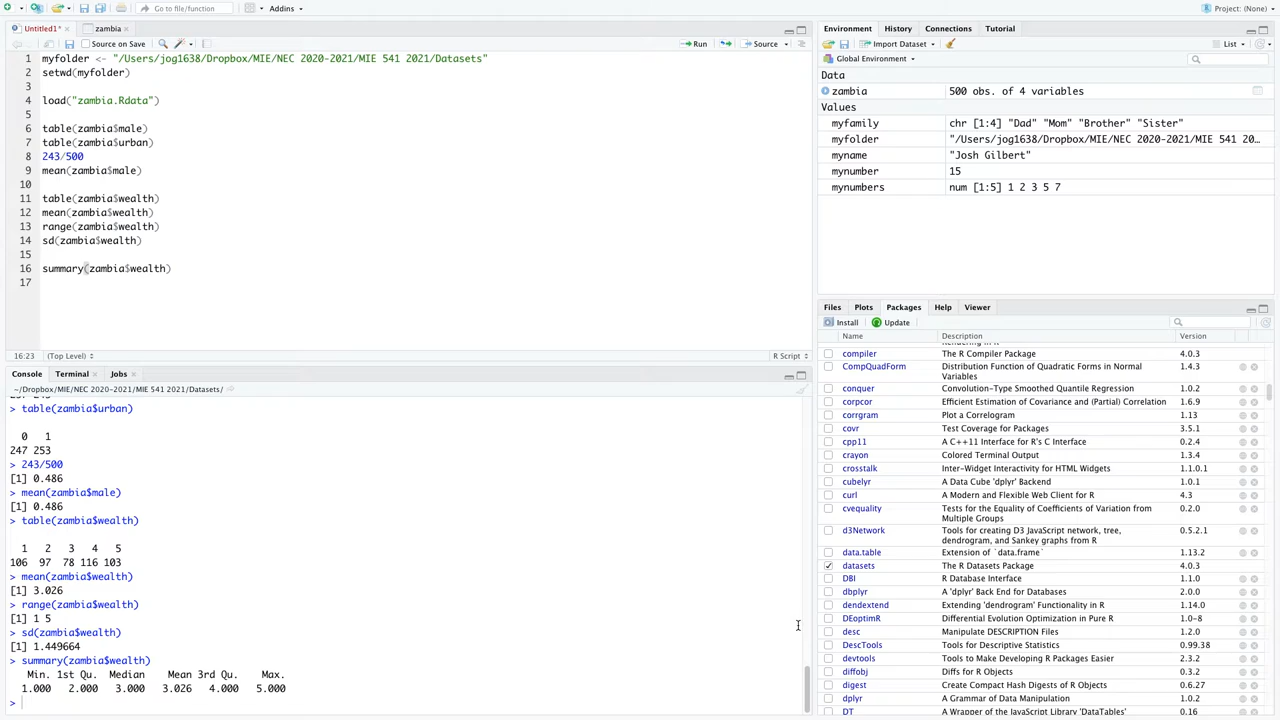 Go to file/function
Addins
Project: (None)
Untitled1*
zambia
Source on Save
Run
Source
1 myfolder <- "/Users/jog1638/Dropbox/MIE/NEC 2020-2021/MIE 541 2021/Datasets"
2 setwd(myfolder)
3
4 load("zambia.Rdata")
5
6 table(zambia$male)
7 table(zambia$urban)
8 243/500
9 mean(zambia$male)
10
11 table(zambia$wealth)
12 mean(zambia$wealth)
13 range(zambia$wealth)
14 sd(zambia$wealth)
15
16 summary(zambia$wealth)
17
16:23 (Top Level) R Script
Console Terminal Jobs
~/Dropbox/MIE/NEC 2020-2021/MIE 541 2021/Datasets/
> table(zambia$urban)
0 1
247 253
> 243/500
[1] 0.486
> mean(zambia$male)
[1] 0.486
> table(zambia$wealth)
1 2 3 4 5
106 97 78 116 103
> mean(zambia$wealth)
[1] 3.026
> range(zambia$wealth)
[1] 1 5
> sd(zambia$wealth)
[1] 1.449664
> summary(zambia$wealth)
Min. 1st Qu. Median Mean 3rd Qu. Max.
1.000 2.000 3.000 3.026 4.000 5.000
>
Environment History Connections Tutorial
Import Dataset
List
Global Environment
Data
zambia 500 obs. of 4 variables
Values
myfamily chr [1:4] "Dad" "Mom" "Brother" "Sister"
myfolder "/Users/jog1638/Dropbox/MIE/NEC 2020-2021/MIE 541 20…
myname "Josh Gilbert"
mynumber 15
mynumbers num [1:5] 1 2 3 5 7
Files Plots Packages Help Viewer
Install Update
Name Description Version
compiler The R Compiler Package 4.0.3
CompQuadForm Distribution Function of Quadratic Forms in Normal 1.4.3
Variables
conquer Convolution-Type Smoothed Quantile Regression 1.0.2
corpcor Efficient Estimation of Covariance and (Partial) Correlation 1.6.9
corrgram Plot a Correlogram 1.13
covr Test Coverage for Packages 3.5.1
cpp11 A C++11 Interface for R's C Interface 0.2.4
crayon Colored Terminal Output 1.3.4
crosstalk Inter-Widget Interactivity for HTML Widgets 1.1.0.1
cubelyr A Data Cube 'dplyr' Backend 1.0.1
curl A Modern and Flexible Web Client for R 4.3
cvequality Tests for the Equality of Coefficients of Variation from 0.2.0
Multiple Groups
d3Network Tools for creating D3 JavaScript network, tree, 0.5.2.1
dendrogram, and Sankey graphs from R
data.table Extension of `data.frame` 1.13.2
datasets The R Datasets Package 4.0.3
DBI R Database Interface 1.1.0
dbplyr A 'dplyr' Back End for Databases 2.0.0
dendextend Extending 'dendrogram' Functionality in R 1.14.0
DEoptimR Differential Evolution Optimization in Pure R 1.0-8
desc Manipulate DESCRIPTION Files 1.2.0
DescTools Tools for Descriptive Statistics 0.99.38
devtools Tools to Make Developing R Packages Easier 2.3.2
diffobj Diffs for R Objects 0.3.2
digest Create Compact Hash Digests of R Objects 0.6.27
dplyr A Grammar of Data Manipulation 1.0.2
DT A Wrapper of the JavaScript Library 'DataTables' 0.16